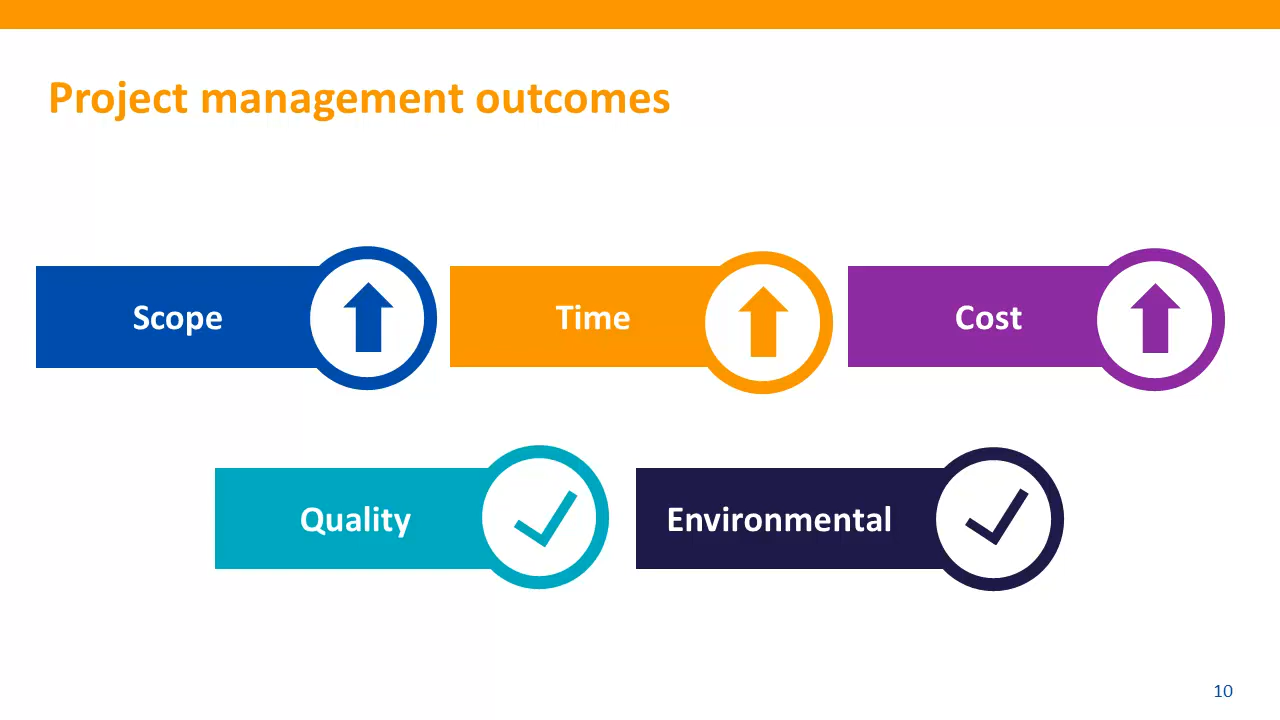 Project management outcomes
Scope
Time
Cost
Quality
Environmental
10